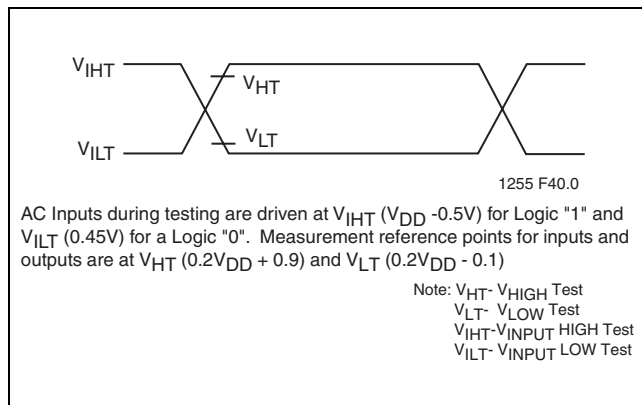 VIHT
VHT
VLT
VILT
1255 F40.0
AC Inputs during testing are driven at VIHT (VDD -0.5V) for Logic "1" and
VILT (0.45V) for a Logic "0".  Measurement reference points for inputs and
outputs are at VHT (0.2VDD + 0.9) and VLT (0.2VDD - 0.1)
Note: VHT- VHIGH Test
VLT- VLOW Test
VIHT-VINPUT HIGH Test
VILT- VINPUT LOW Test